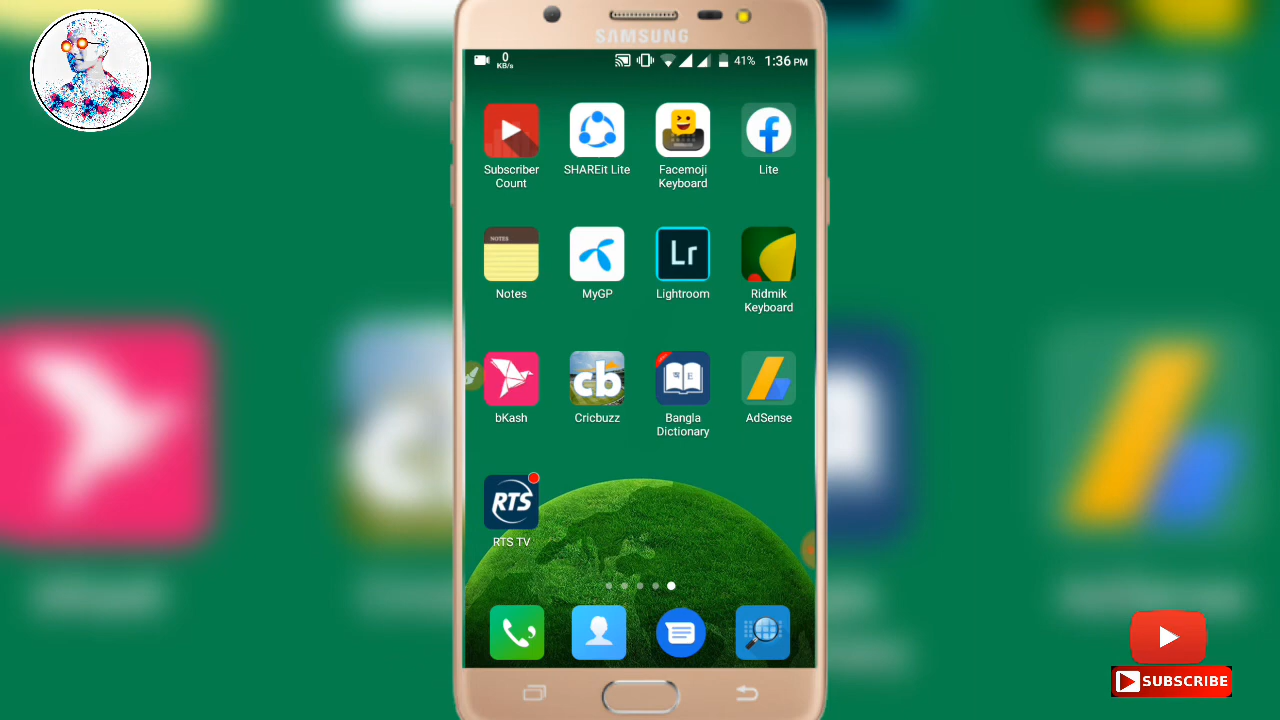 SAMSUNG
0
KB/s
41%
1:36 PM
Subscriber
Count
SHAREit Lite
Facemoji
Keyboard
Lite
NOTES
Notes
MyGP
Lr
Lightroom
Ridmik
Keyboard
bKash
cb
Cricbuzz
অ E
Bangla
Dictionary
AdSense
RTS
RTS TV
SUBSCRIBE